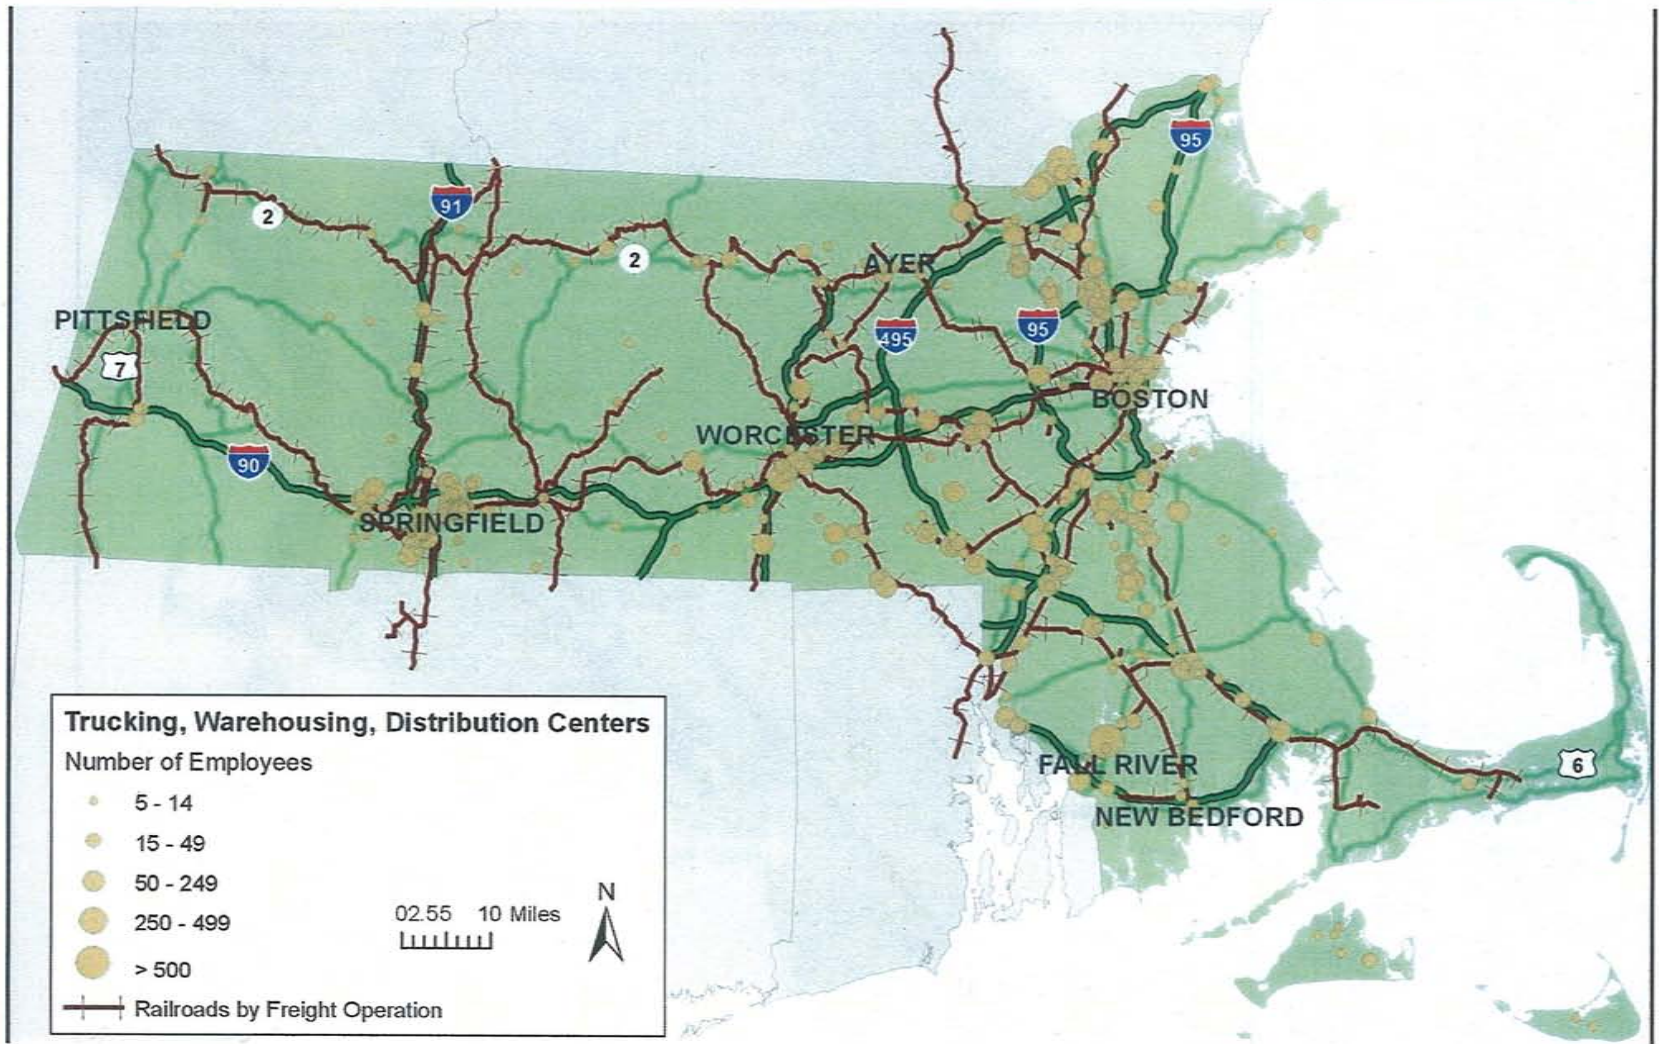 95
91
2
2
AYER
PITTSFIELD
7
495
95
BOSTON
WORCESTER
90
SPRINGFIELD
Trucking, Warehousing, Distribution Centers
Number of Employees
5 - 14
15 - 49
50 - 249
250 - 499
> 500
Railroads by Freight Operation
02.55 10 Miles
N
FALL RIVER
6
NEW BEDFORD